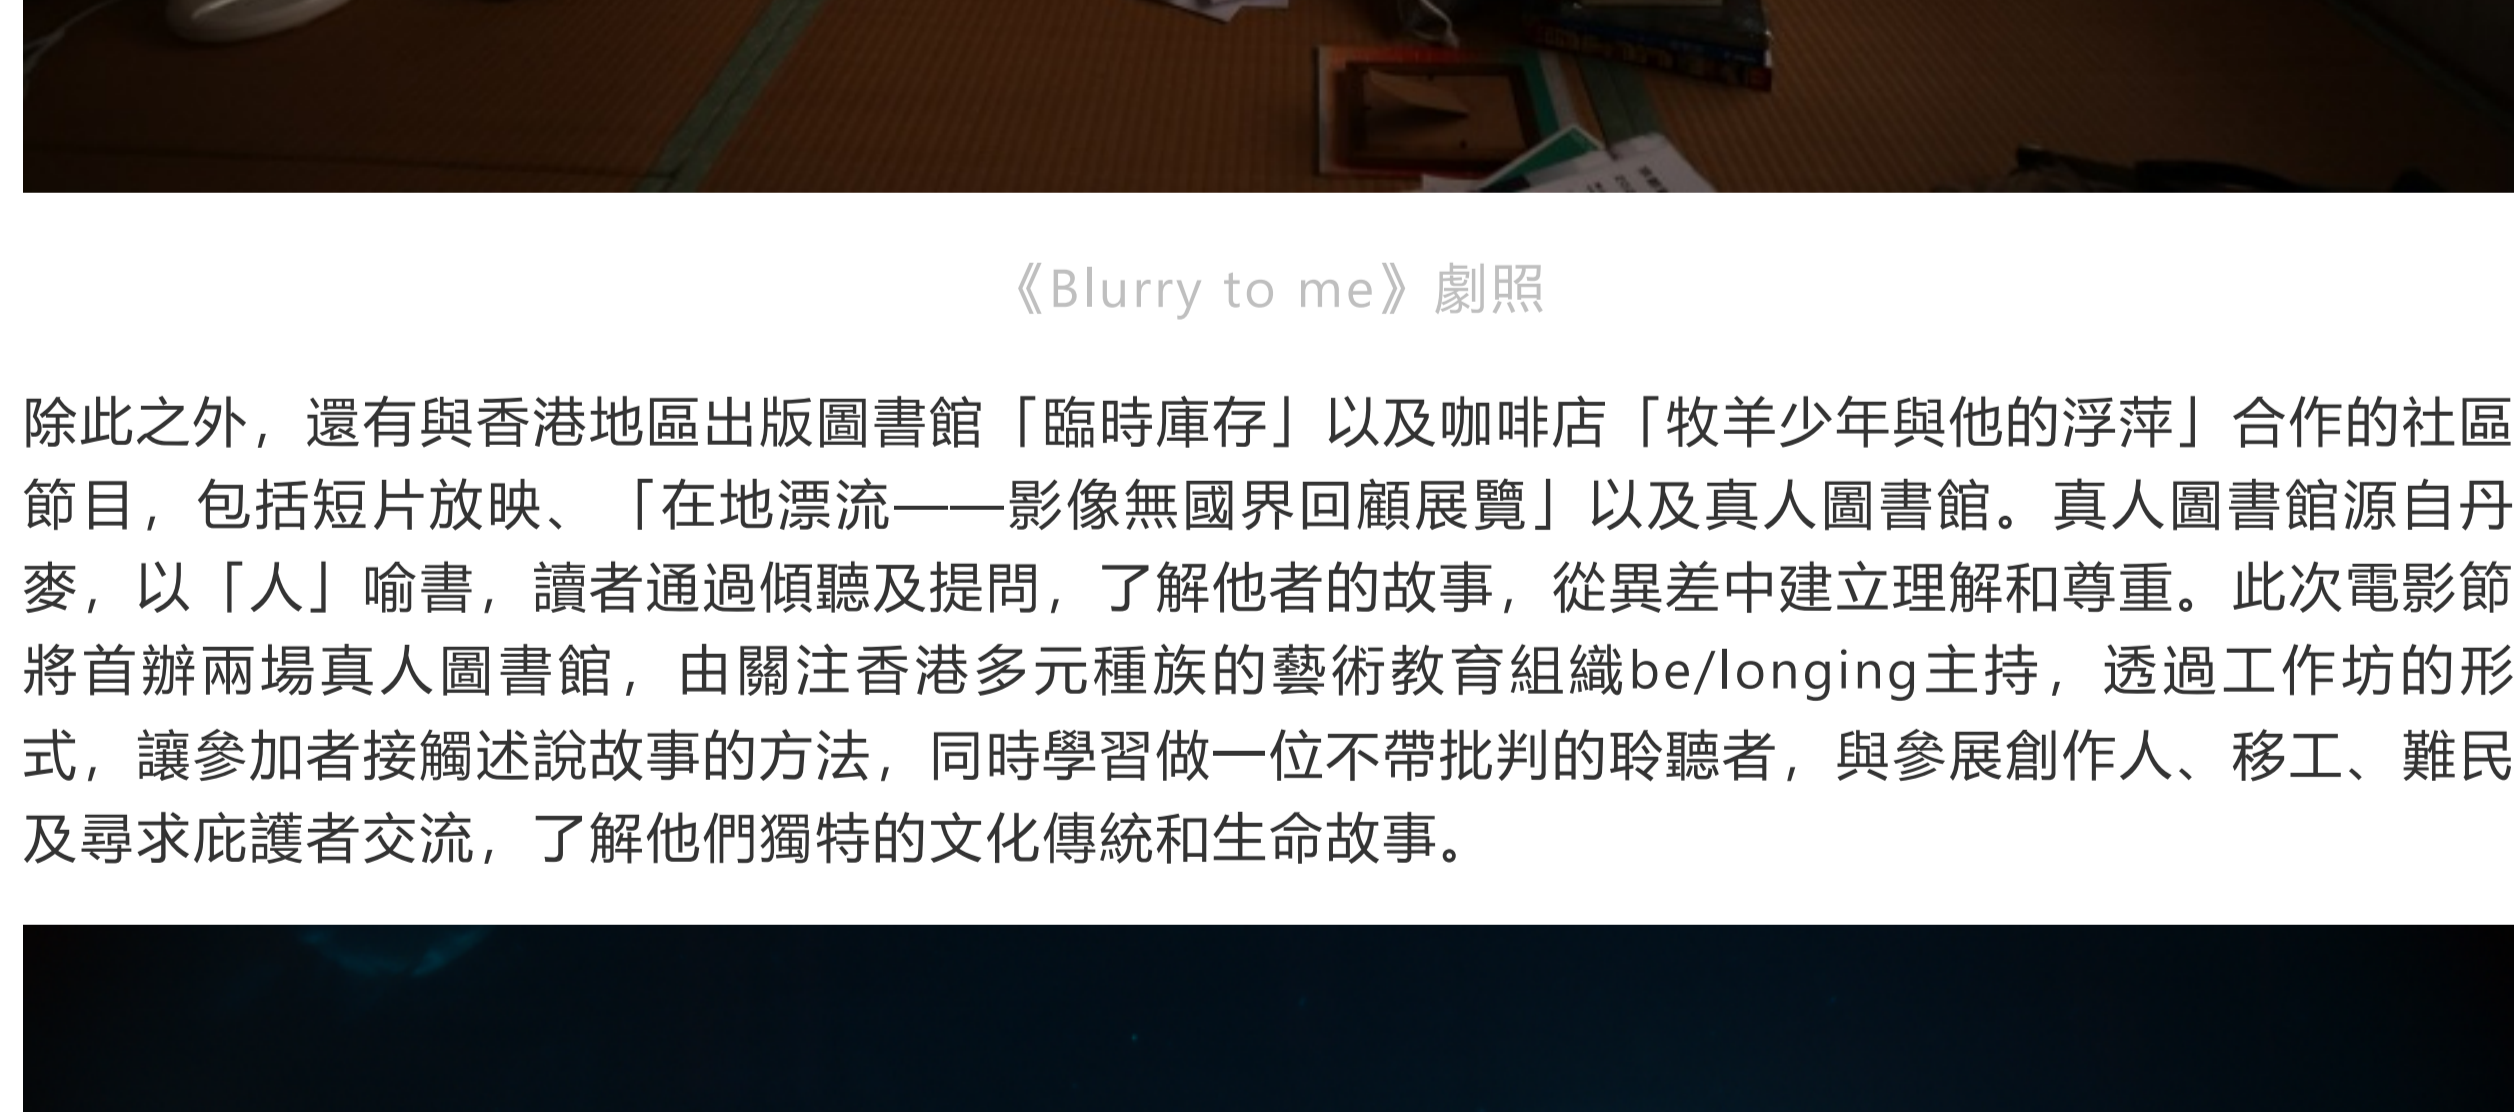 《Blurry to me》劇照
除此之外，還有與香港地區出版圖書館「臨時庫存」以及咖啡店「牧羊少年與他的浮萍」合作的社區
節目，包括短片放映、「在地漂流——影像無國界回顧展覽」以及真人圖書館。真人圖書館源自丹
麥，以「人」喻書，讀者通過傾聽及提問，了解他者的故事，從異差中建立理解和尊重。此次電影節
將首辦兩場真人圖書館，由關注香港多元種族的藝術教育組織be/longing主持，透過工作坊的形
式，讓參加者接觸述說故事的方法，同時學習做一位不帶批判的聆聽者，與參展創作人、移工、難民
及尋求庇護者交流，了解他們獨特的文化傳統和生命故事。